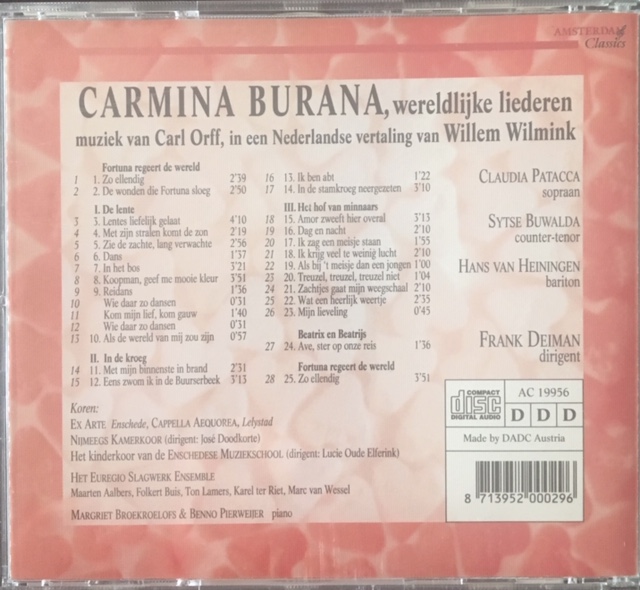 AMSTERDAM
Classics
CARMINA BURANA, wereldlijke liederen
muziek van Carl Orff, in een Nederlandse vertaling van Willem Wilmink
Fortuna regeert de wereld
1 1. Zo ellendig 2'39
2 2. De wonden die Fortuna sloeg 2'50
I. De lente
3 3. Lentes liefelijk gelaat 4'10
4 4. Met zijn stralen komt de zon 2'19
5 5. Zie de zachte, lang verwachte 2'56
6 6. Dans 1'37
7 7. In het bos 3'21
8 8. Koopman, geef me mooie kleur 3'51
9 9. Reidans 1'36
10 Wie daar zo dansen 0'31
11 Kom mijn lief, kom gauw 1'40
12 Wie daar zo dansen 0'31
13 10. Als de wereld van mij zou zijn 0'57
II. In de kroeg
14 11. Met mijn binnenste in brand 2'31
15 12. Eens zwom ik in de Buurserbeek 3'13
16 13. Ik ben abt 1'22
17 14. In de stamkroeg neergezeten 3'10
III. Het hof van minnaars
18 15. Amor zweeft hier overal 3'13
19 16. Dag en nacht 2'10
20 17. Ik zag een meisje staan 1'55
21 18. Ik krijg veel te weinig lucht 2'10
22 19. Als bij 't meisje dan een jongen 1'00
23 20. Treuzel, treuzel, treuzel niet 1'04
24 21. Zachtjes gaat mijn weegschaal 2'10
25 22. Wat een heerlijk weertje 2'35
26 23. Mijn lieveling 0'45
Beatrix en Beatrijs
27 24. Ave, ster op onze reis 1'36
Fortuna regeert de wereld
28 25. Zo ellendig 3'51
CLAUDIA PATACCA
sopraan
SYTSE BUWALDA
counter-tenor
HANS VAN HEININGEN
bariton
FRANK DEIMAN
dirigent
Koren:
EX ARTE Enschede, CAPPELLA AEQUOREA, Lelystad
NIJMEEGS KAMERKOOR (dirigent: José Doodkorte)
Het kinderkoor van de ENSCHEDESE MUZIEKSCHOOL (dirigent: Lucie Oude Elferink)
HET EUREGIO SLAGWERK ENSEMBLE
Maarten Aalbers, Folkert Buis, Ton Lamers, Karel ter Riet, Marc van Wessel
MARGRIET BROEKROELOFS & BENNO PIERWEIJER piano
COMPACT
disc
DIGITAL AUDIO
AC 19956
D D D
Made by DADC Austria
8 713952 000296